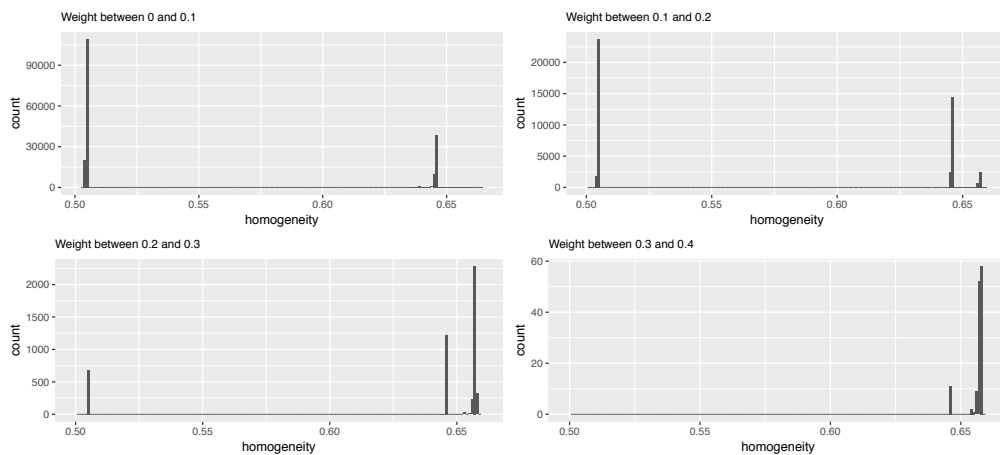 Weight between 0 and 0.1
90000
60000
30000
0
count
0.50 0.55 0.60 0.65
homogeneity
Weight between 0.1 and 0.2
20000
15000
10000
5000
0
count
0.50 0.55 0.60 0.65
homogeneity
Weight between 0.2 and 0.3
2000
1500
1000
500
0
count
0.50 0.55 0.60 0.65
homogeneity
Weight between 0.3 and 0.4
60
40
20
0
count
0.50 0.55 0.60 0.65
homogeneity